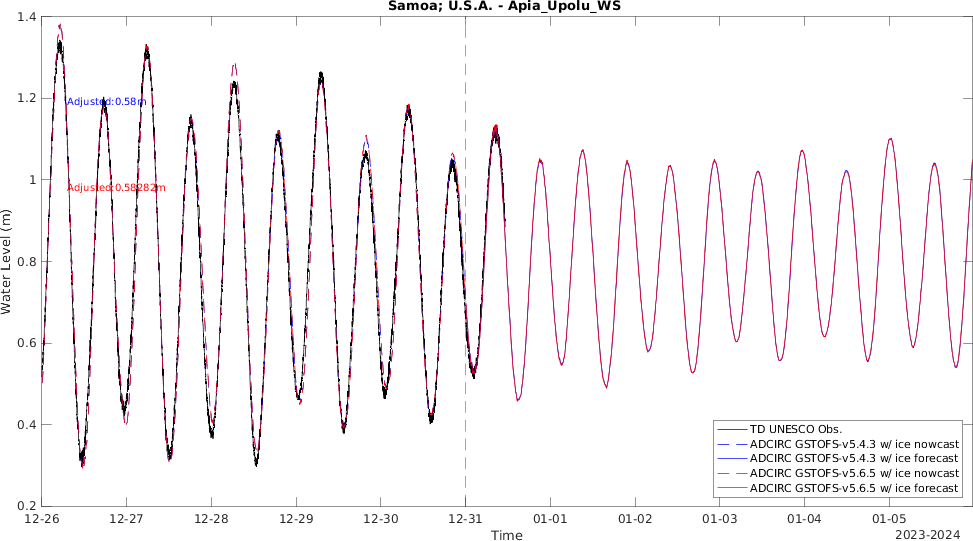 Samoa; U.S.A. - Apia_Upolu_WS
1.4
1.2
1
0.8
0.6
0.4
0.2
Water Level (m)
Adjusted:0.58m
Adjusted:0.58282m
TD UNESCO Obs.
ADCIRC GSTOFS-v5.4.3 w/ ice nowcast
ADCIRC GSTOFS-v5.4.3 w/ ice forecast
ADCIRC GSTOFS-v5.6.5 w/ ice nowcast
ADCIRC GSTOFS-v5.6.5 w/ ice forecast
12-26 12-27 12-28 12-29 12-30 12-31 01-01 01-02 01-03 01-04 01-05
Time
2023-2024